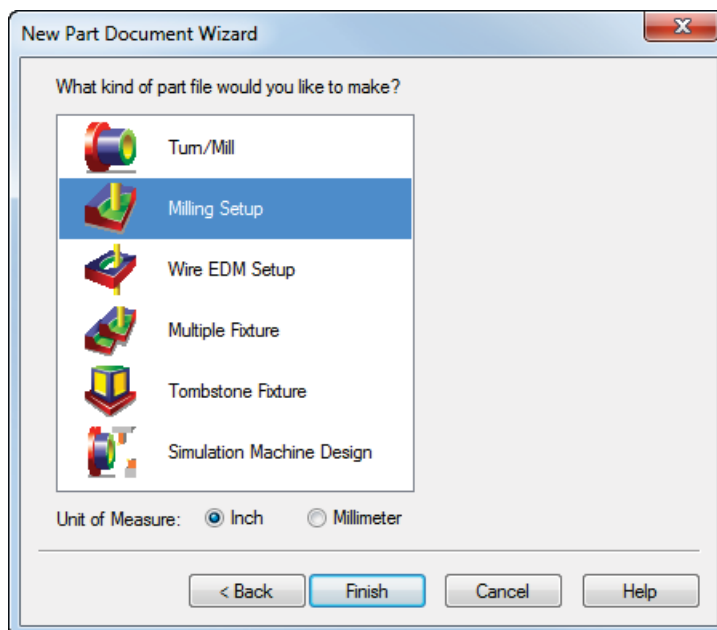 New Part Document Wizard
What kind of part file would you like to make?
Turn/Mill
Milling Setup
Wire EDM Setup
Multiple Fixture
Tombstone Fixture
Simulation Machine Design
Unit of Measure: Inch Millimeter
< Back Finish Cancel Help